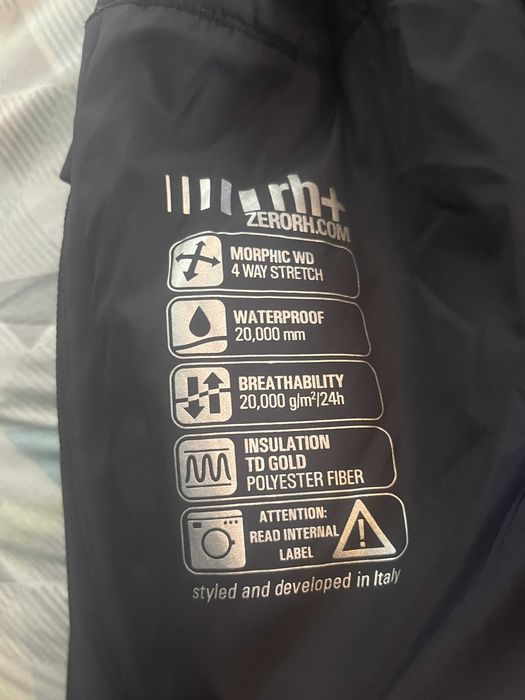 rh+
ZERORH.COM
MORPHIC WD
4 WAY STRETCH
WATERPROOF
20,000 mm
BREATHABILITY
20,000 g/m²/24h
INSULATION
TD GOLD
POLYESTER FIBER
ATTENTION:
READ INTERNAL
LABEL
!
styled and developed in Italy